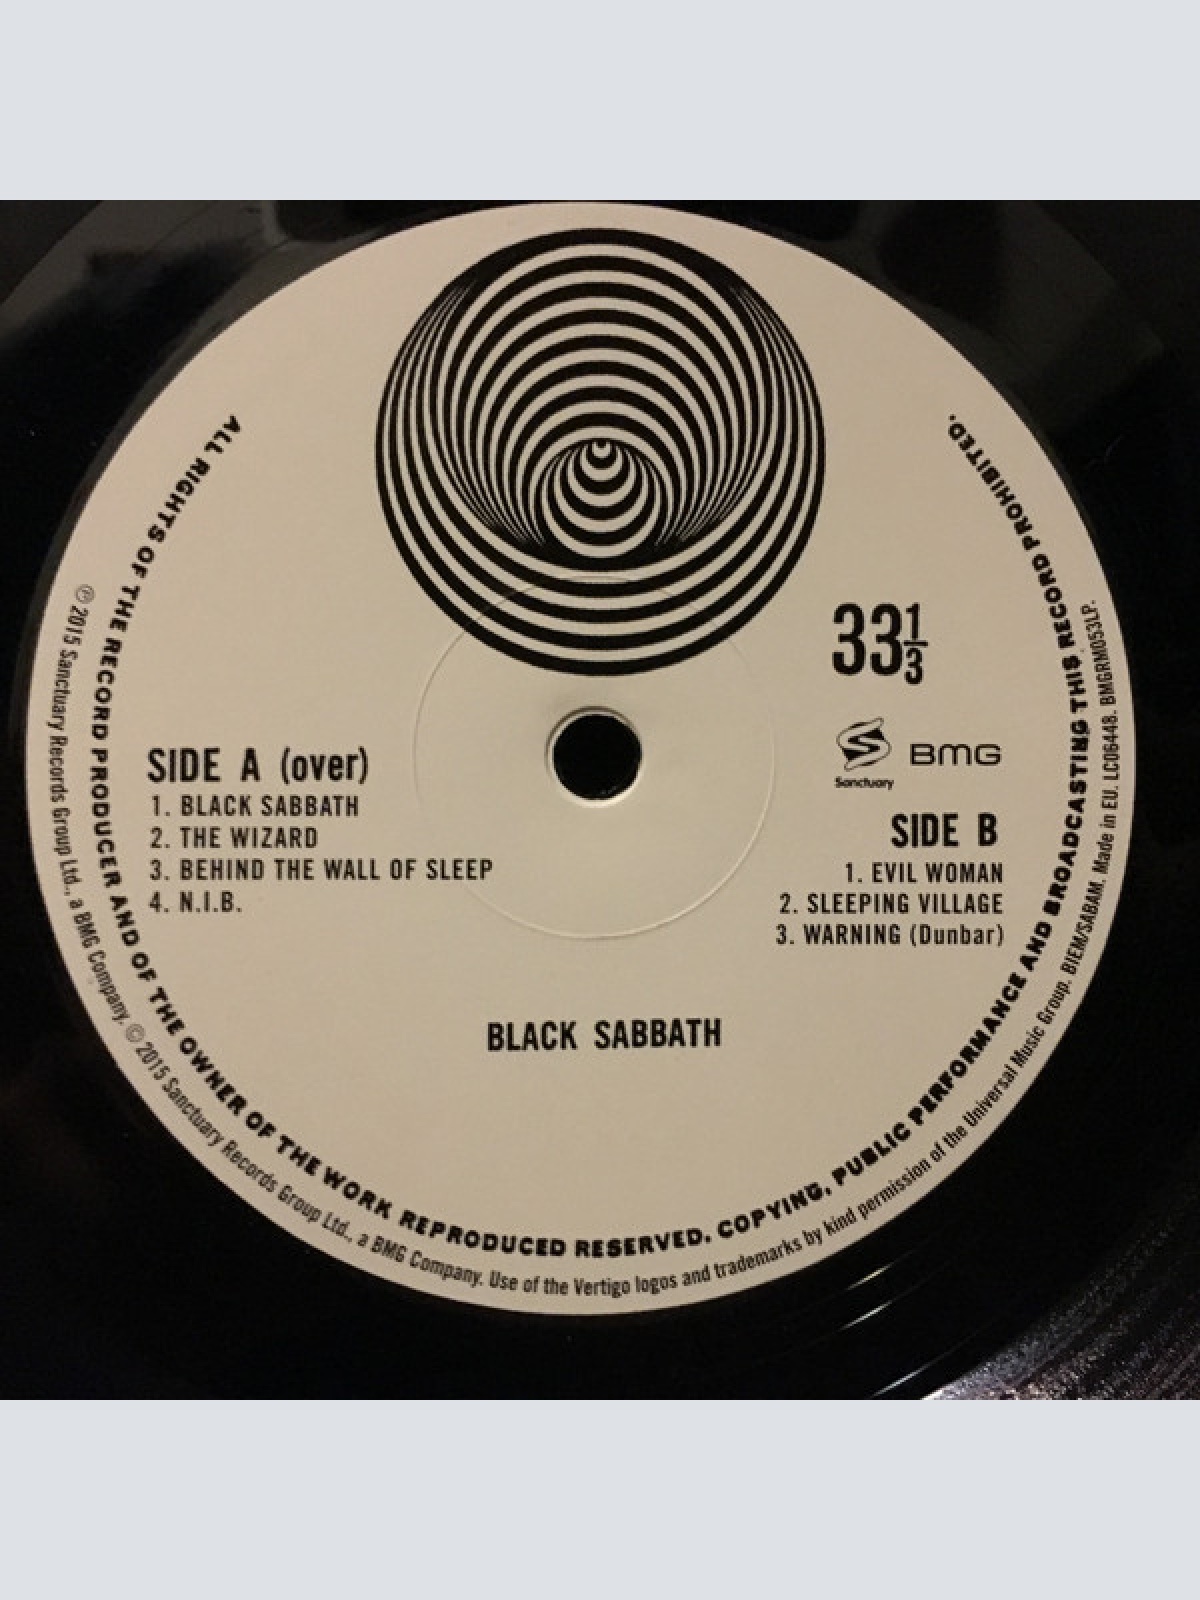 33⅓
Sanctuary
BMG
SIDE A (over)
1. BLACK SABBATH
2. THE WIZARD
3. BEHIND THE WALL OF SLEEP
4. N.I.B.
SIDE B
1. EVIL WOMAN
2. SLEEPING VILLAGE
3. WARNING (Dunbar)
BLACK SABBATH
ALL RIGHTS OF THE RECORD PRODUCER AND OF THE OWNER OF THE WORK REPRODUCED RESERVED. COPYING, PUBLIC PERFORMANCE AND BROADCASTING THIS RECORD PROHIBITED.
℗ 2015 Sanctuary Records Group Ltd., a BMG Company. © 2015 Sanctuary Records Group Ltd., a BMG Company. Use of the Vertigo logos and trademarks by kind permission of the Universal Music Group. BIEM/SABAM. Made in EU. LC06448. BMGRM053LP.